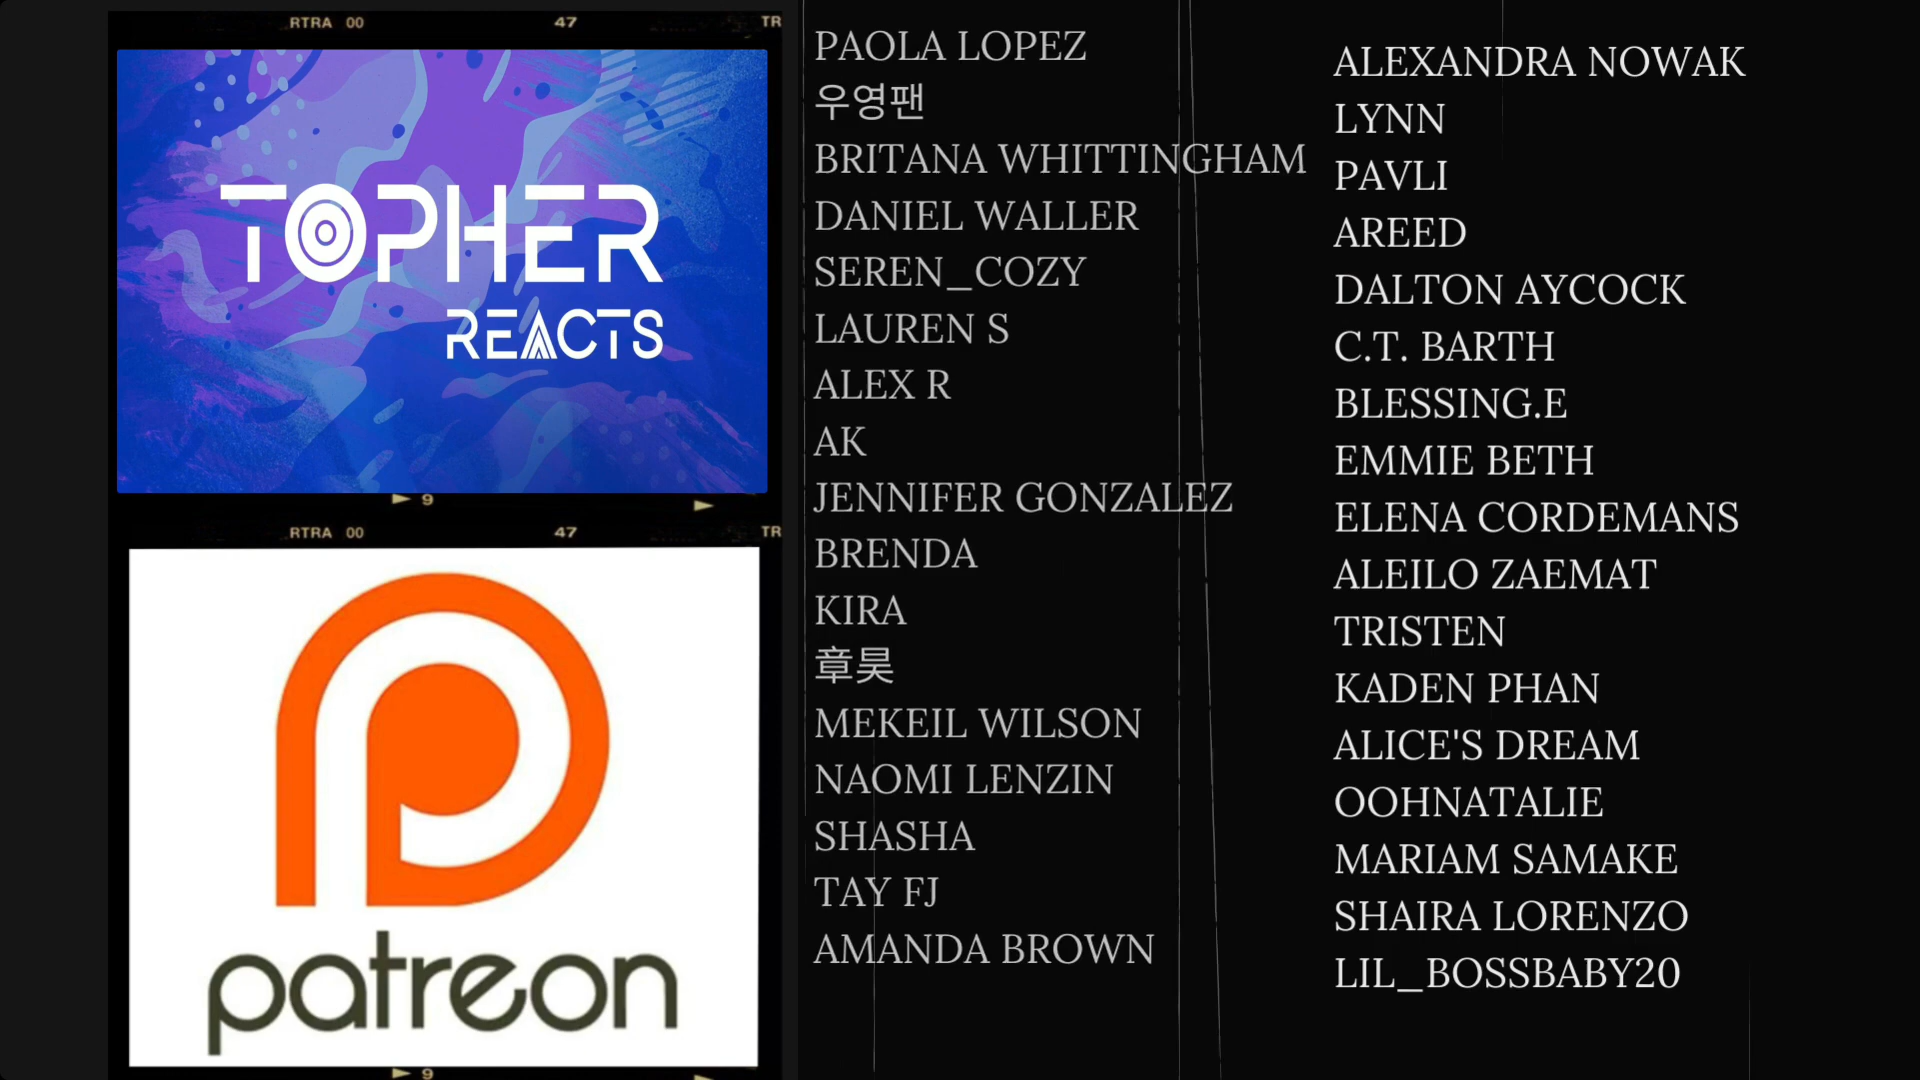 RTRA 00 47 TR
TOPHER
REACTS
9
RTRA 00 47 TR
patreon
9
PAOLA LOPEZ
우영팬
BRITANA WHITTINGHAM
DANIEL WALLER
SEREN_COZY
LAUREN S
ALEX R
AK
JENNIFER GONZALEZ
BRENDA
KIRA
章昊
MEKEIL WILSON
NAOMI LENZIN
SHASHA
TAY FJ
AMANDA BROWN
ALEXANDRA NOWAK
LYNN
PAVLI
AREED
DALTON AYCOCK
C.T. BARTH
BLESSING.E
EMMIE BETH
ELENA CORDEMANS
ALEILO ZAEMAT
TRISTEN
KADEN PHAN
ALICE'S DREAM
OOHNATALIE
MARIAM SAMAKE
SHAIRA LORENZO
LIL_BOSSBABY20